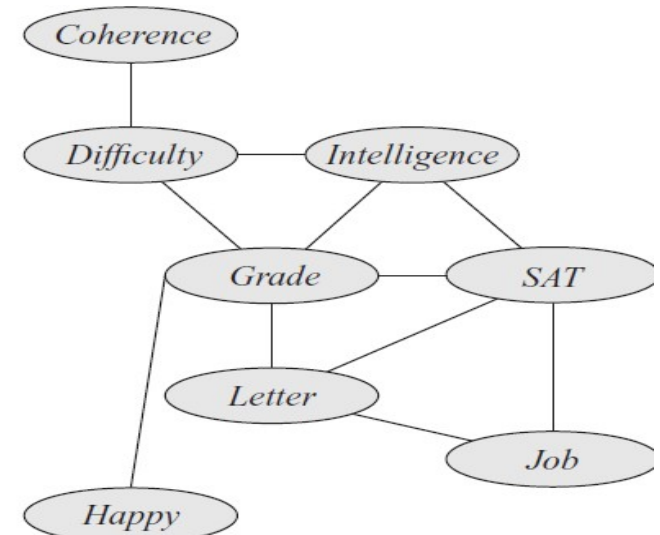 Coherence
Difficulty
Intelligence
Grade
SAT
Letter
Job
Happy